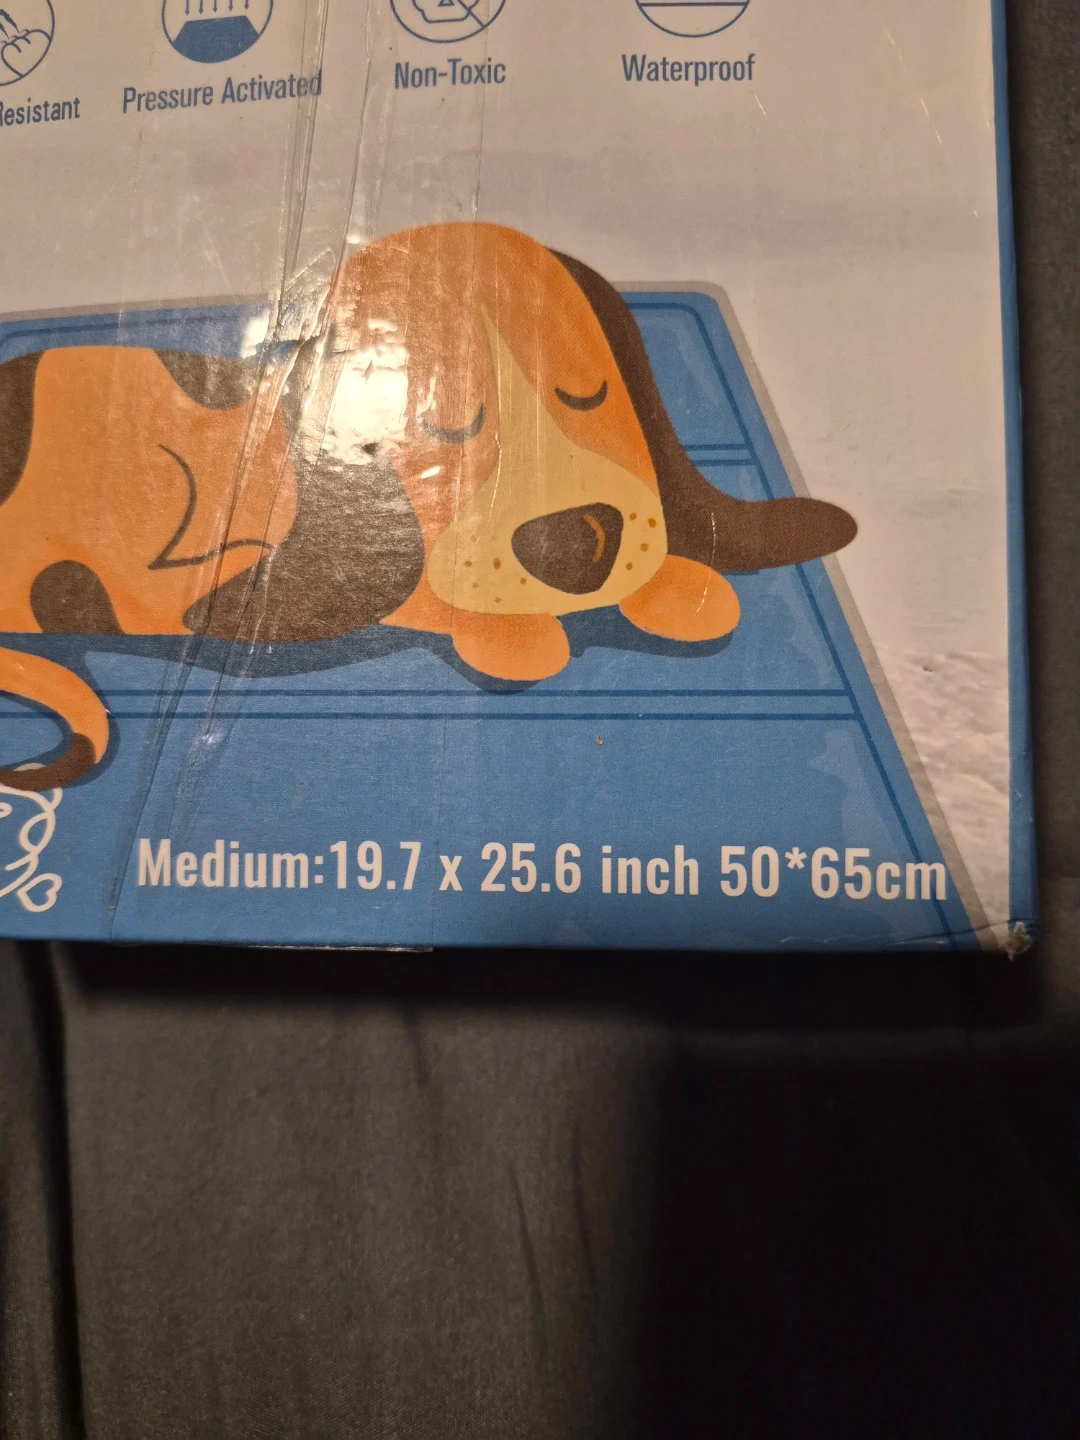 Resistant
Pressure Activated
Non-Toxic
Waterproof
Medium:19.7 x 25.6 inch 50*65cm